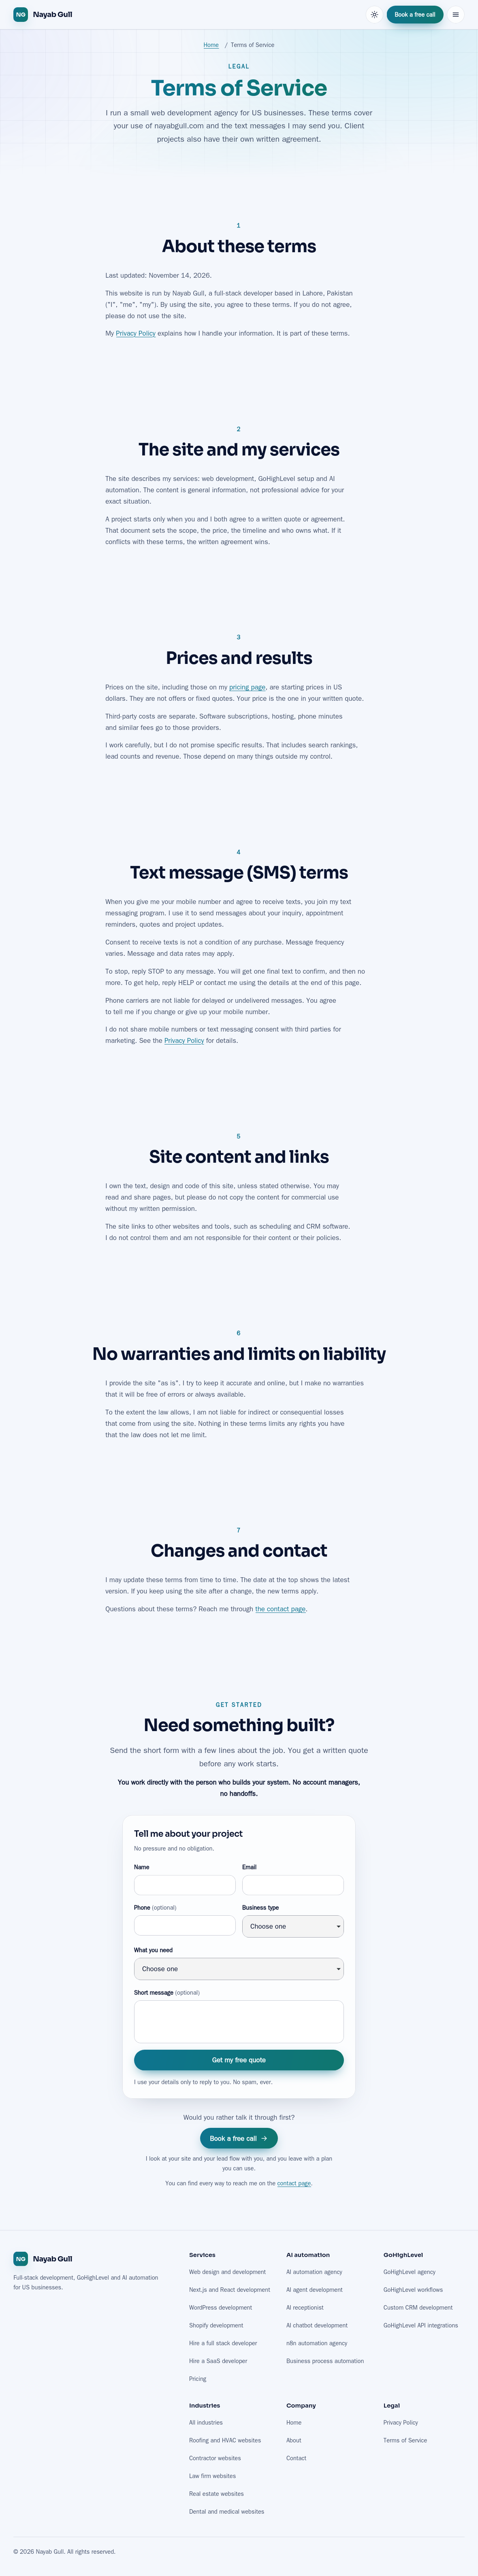 NG Nayab Gull
Book a free call
Home / Terms of Service
LEGAL
Terms of Service
I run a small web development agency for US businesses. These terms cover
your use of nayabgull.com and the text messages I may send you. Client
projects also have their own written agreement.
1
About these terms
Last updated: November 14, 2026.
This website is run by Nayab Gull, a full-stack developer based in Lahore, Pakistan
("I", "me", "my"). By using the site, you agree to these terms. If you do not agree,
please do not use the site.
My Privacy Policy explains how I handle your information. It is part of these terms.
2
The site and my services
The site describes my services: web development, GoHighLevel setup and AI
automation. The content is general information, not professional advice for your
exact situation.
A project starts only when you and I both agree to a written quote or agreement.
That document sets the scope, the price, the timeline and who owns what. If it
conflicts with these terms, the written agreement wins.
3
Prices and results
Prices on the site, including those on my pricing page, are starting prices in US
dollars. They are not offers or fixed quotes. Your price is the one in your written quote.
Third-party costs are separate. Software subscriptions, hosting, phone minutes
and similar fees go to those providers.
I work carefully, but I do not promise specific results. That includes search rankings,
lead counts and revenue. Those depend on many things outside my control.
4
Text message (SMS) terms
When you give me your mobile number and agree to receive texts, you join my text
messaging program. I use it to send messages about your inquiry, appointment
reminders, quotes and project updates.
Consent to receive texts is not a condition of any purchase. Message frequency
varies. Message and data rates may apply.
To stop, reply STOP to any message. You will get one final text to confirm, and then no
more. To get help, reply HELP or contact me using the details at the end of this page.
Phone carriers are not liable for delayed or undelivered messages. You agree
to tell me if you change or give up your mobile number.
I do not share mobile numbers or text messaging consent with third parties for
marketing. See the Privacy Policy for details.
5
Site content and links
I own the text, design and code of this site, unless stated otherwise. You may
read and share pages, but please do not copy the content for commercial use
without my written permission.
The site links to other websites and tools, such as scheduling and CRM software.
I do not control them and am not responsible for their content or their policies.
6
No warranties and limits on liability
I provide the site "as is". I try to keep it accurate and online, but I make no warranties
that it will be free of errors or always available.
To the extent the law allows, I am not liable for indirect or consequential losses
that come from using the site. Nothing in these terms limits any rights you have
that the law does not let me limit.
7
Changes and contact
I may update these terms from time to time. The date at the top shows the latest
version. If you keep using the site after a change, the new terms apply.
Questions about these terms? Reach me through the contact page.
GET STARTED
Need something built?
Send the short form with a few lines about the job. You get a written quote
before any work starts.
You work directly with the person who builds your system. No account managers,
no handoffs.
Tell me about your project
No pressure and no obligation.
Name Email
Phone (optional) Business type
Choose one
What you need
Choose one
Short message (optional)
Get my free quote
I use your details only to reply to you. No spam, ever.
Would you rather talk it through first?
Book a free call →
I look at your site and your lead flow with you, and you leave with a plan
you can use.
You can find every way to reach me on the contact page.
NG Nayab Gull
Full-stack development, GoHighLevel and AI automation
for US businesses.
Services
Web design and development
Next.js and React development
WordPress development
Shopify development
Hire a full stack developer
Hire a SaaS developer
Pricing
AI automation
AI automation agency
AI agent development
AI receptionist
AI chatbot development
n8n automation agency
Business process automation
GoHighLevel
GoHighLevel agency
GoHighLevel workflows
Custom CRM development
GoHighLevel API integrations
Industries
All industries
Roofing and HVAC websites
Contractor websites
Law firm websites
Real estate websites
Dental and medical websites
Company
Home
About
Contact
Legal
Privacy Policy
Terms of Service
© 2026 Nayab Gull. All rights reserved.